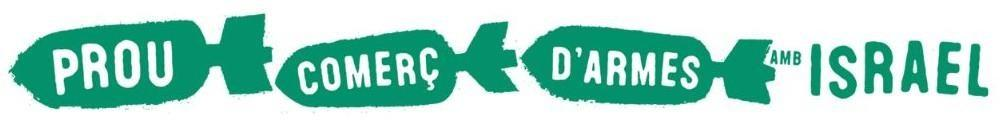 PROU COMERÇ D'ARMES AMB ISRAEL